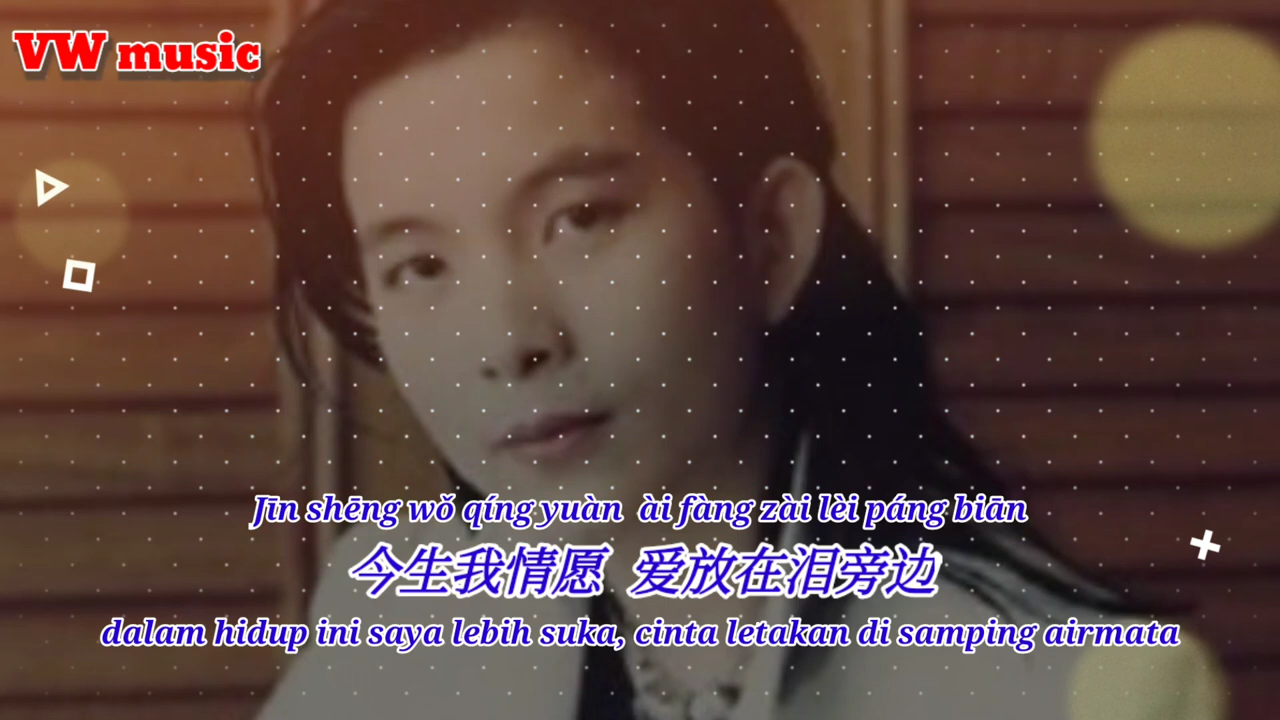 VW music
Jīn shēng wǒ qíng yuàn ài fàng zài lèi páng biān
今生我情愿 爱放在泪旁边
dalam hidup ini saya lebih suka, cinta letakan di samping airmata